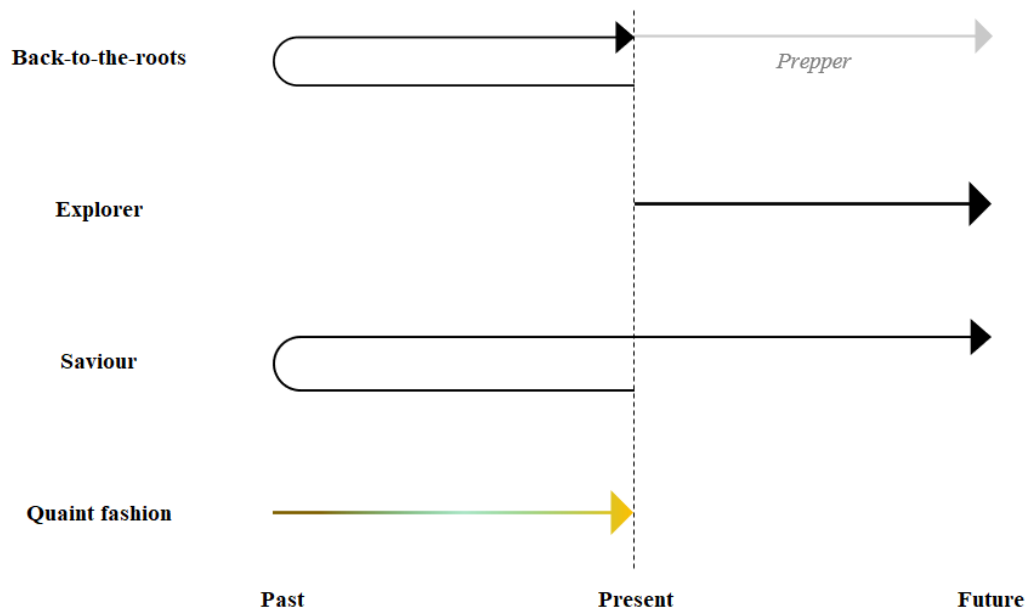 Back-to-the-roots
Prepper
Explorer
Saviour
Quaint fashion
Past Present Future